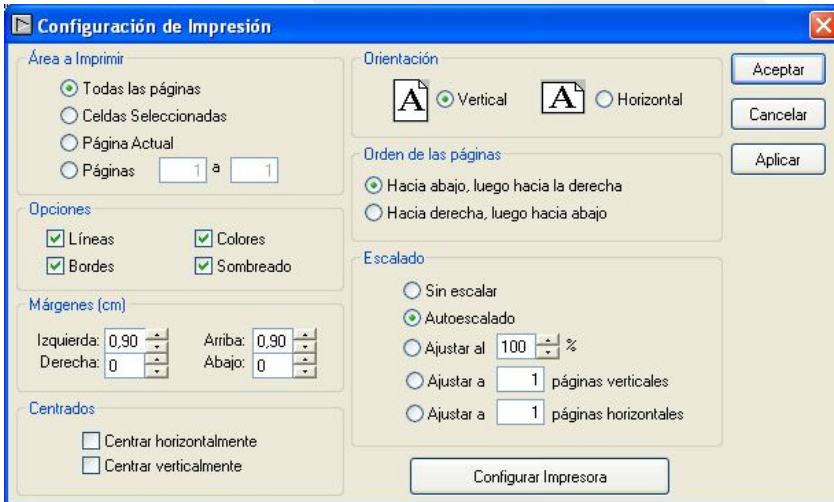 Configuración de Impresión
Área a Imprimir
Todas las páginas
Celdas Seleccionadas
Página Actual
Páginas 1 a 1
Opciones
Líneas Colores
Bordes Sombreado
Márgenes (cm)
Izquierda: 0,90 Arriba: 0,90
Derecha: 0 Abajo: 0
Centrados
Centrar horizontalmente
Centrar verticalmente
Orientación
A Vertical A Horizontal
Orden de las páginas
Hacia abajo, luego hacia la derecha
Hacia derecha, luego hacia abajo
Escalado
Sin escalar
Autoescalado
Ajustar al 100 %
Ajustar a 1 páginas verticales
Ajustar a 1 páginas horizontales
Configurar Impresora
Aceptar
Cancelar
Aplicar